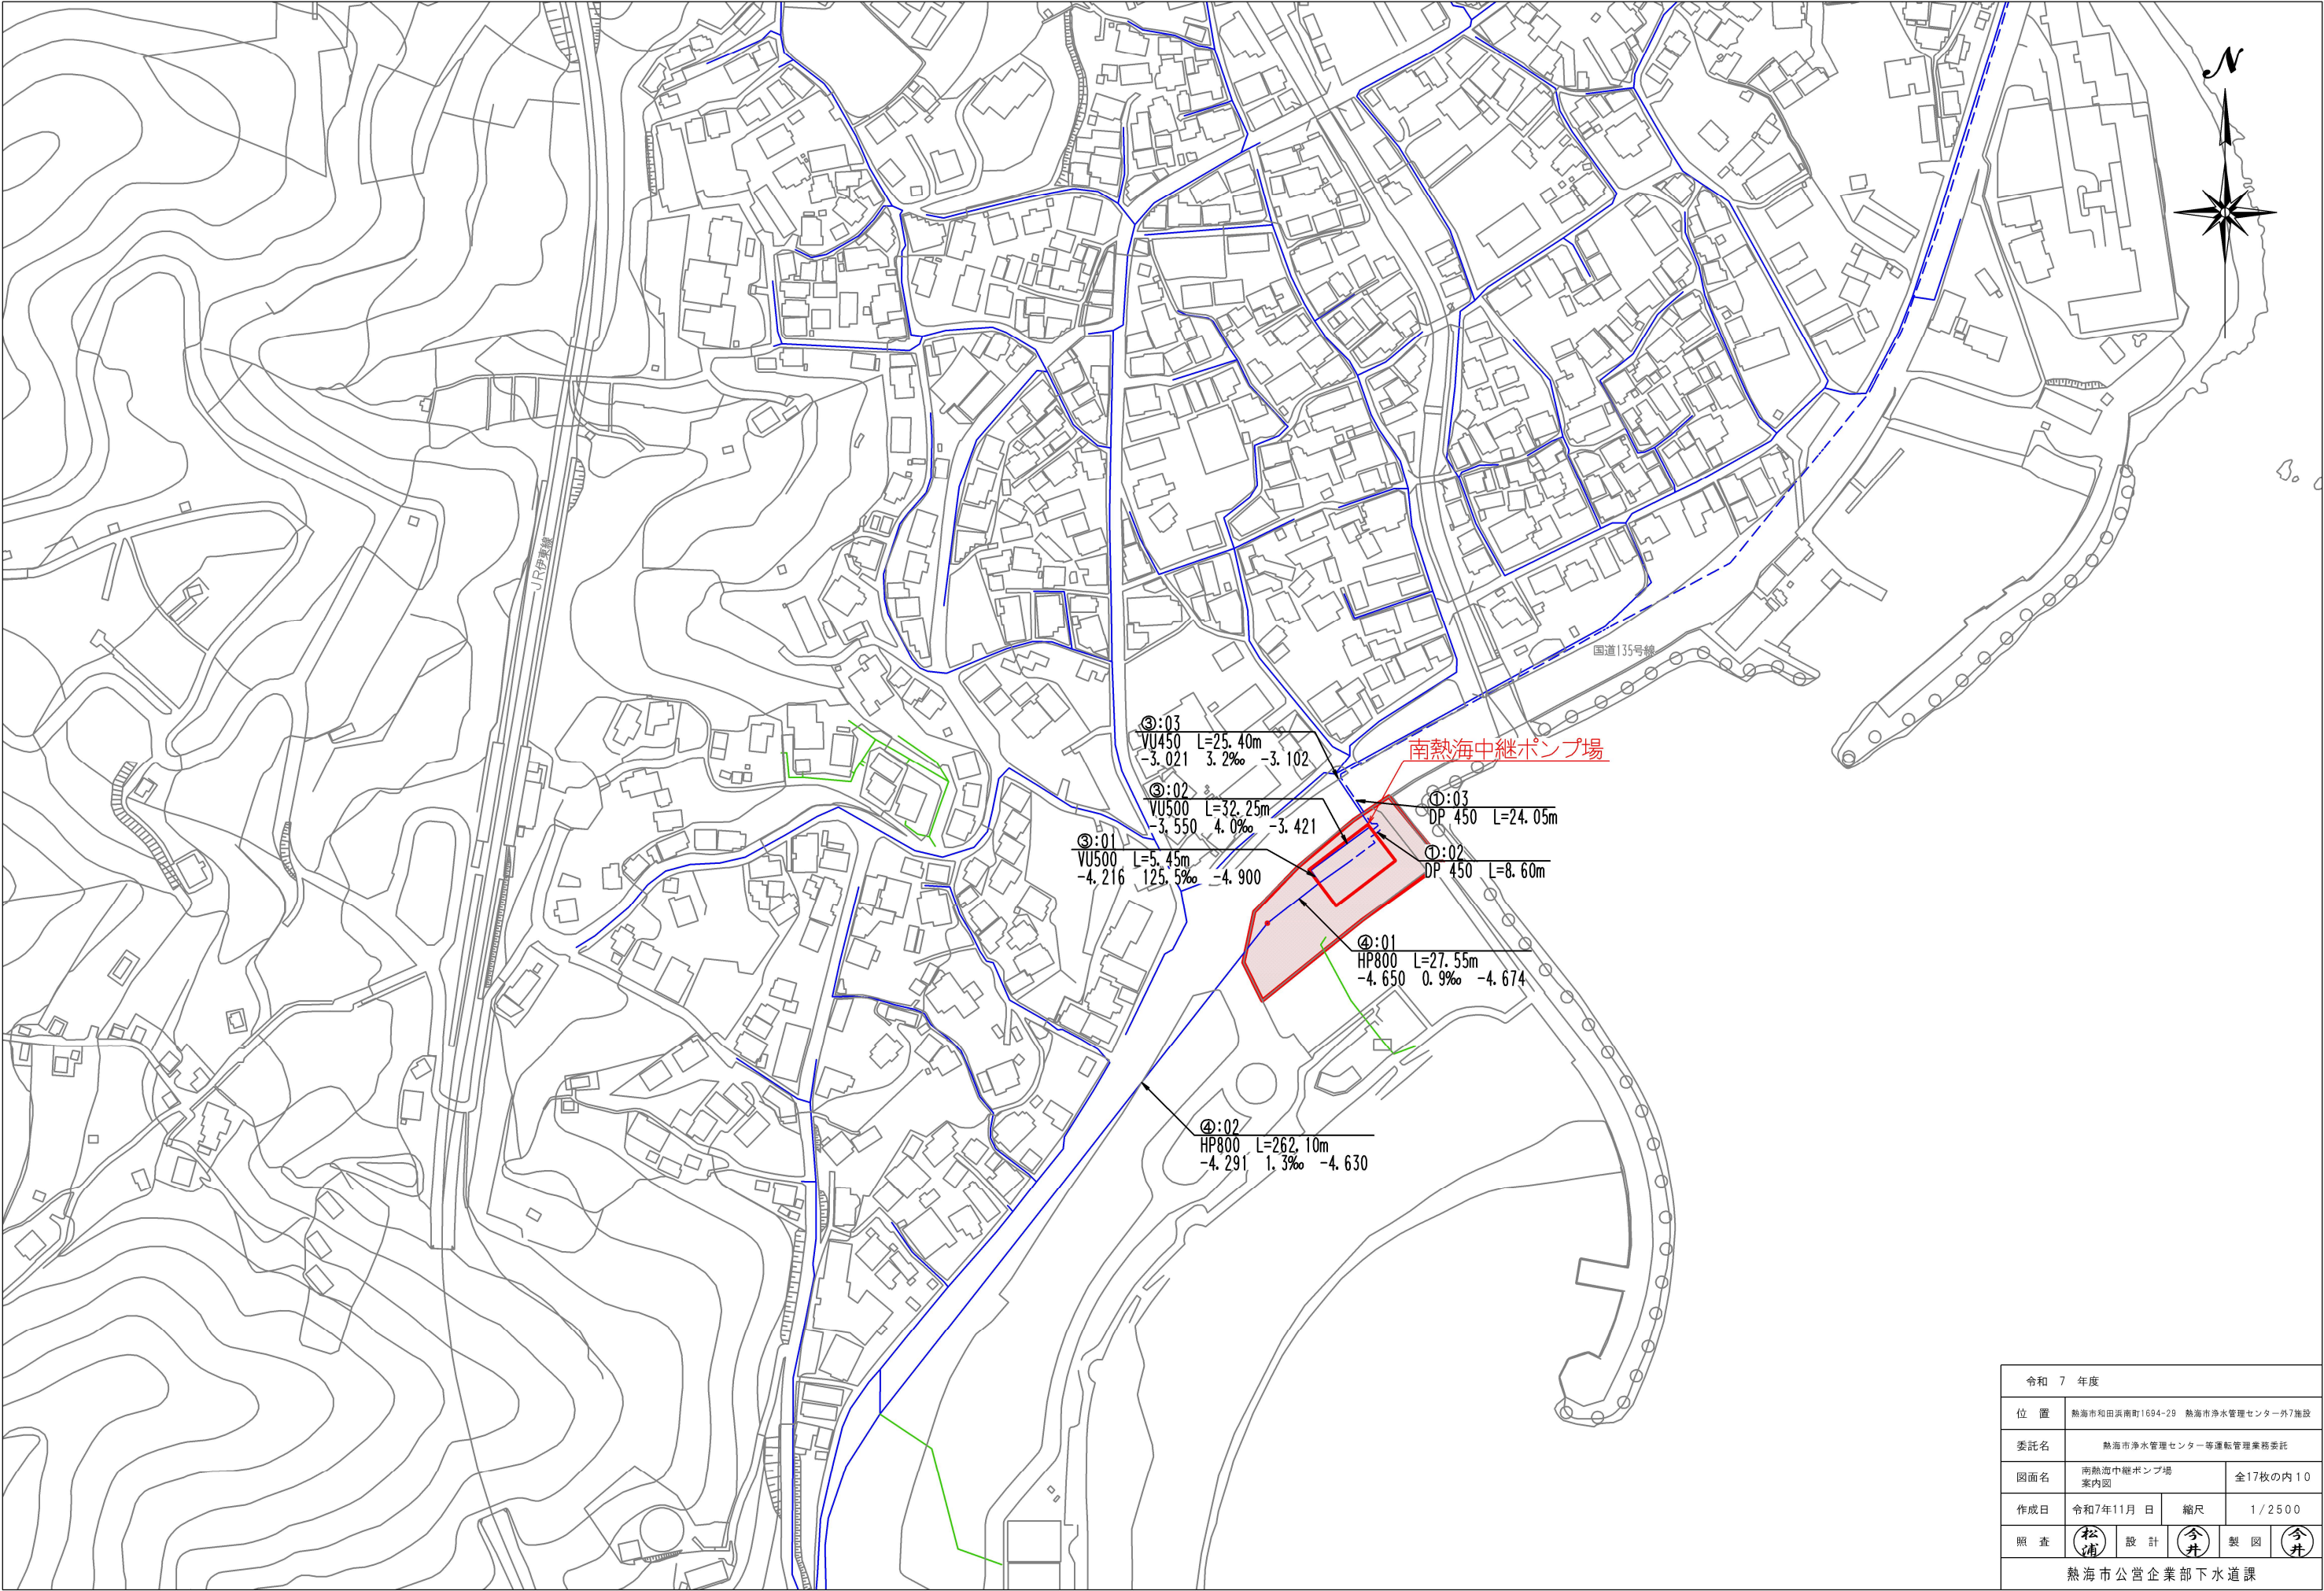 N
JR伊東線
国道135号線
③:03
VU450 L=25.40m
-3.021 3.2‰ -3.102
南熱海中継ポンプ場
③:02
VU500 L=32.25m
-3.550 4.0‰ -3.421
①:03
DP 450 L=24.05m
③:01
VU500 L=5.45m
-4.216 125.5‰ -4.900
①:02
DP 450 L=8.60m
④:01
HP800 L=27.55m
-4.650 0.9‰ -4.674
④:02
HP800 L=262.10m
-4.291 1.3‰ -4.630
令和 7 年度
位 置 熱海市和田浜南町1694-29 熱海市浄水管理センター外7施設
委託名 熱海市浄水管理センター等運転管理業務委託
図面名 南熱海中継ポンプ場 全17枚の内10
案内図
作成日 令和7年11月 日 縮尺 1/2500
照 査 松浦 設 計 今井 製 図 今井
熱海市公営企業部下水道課